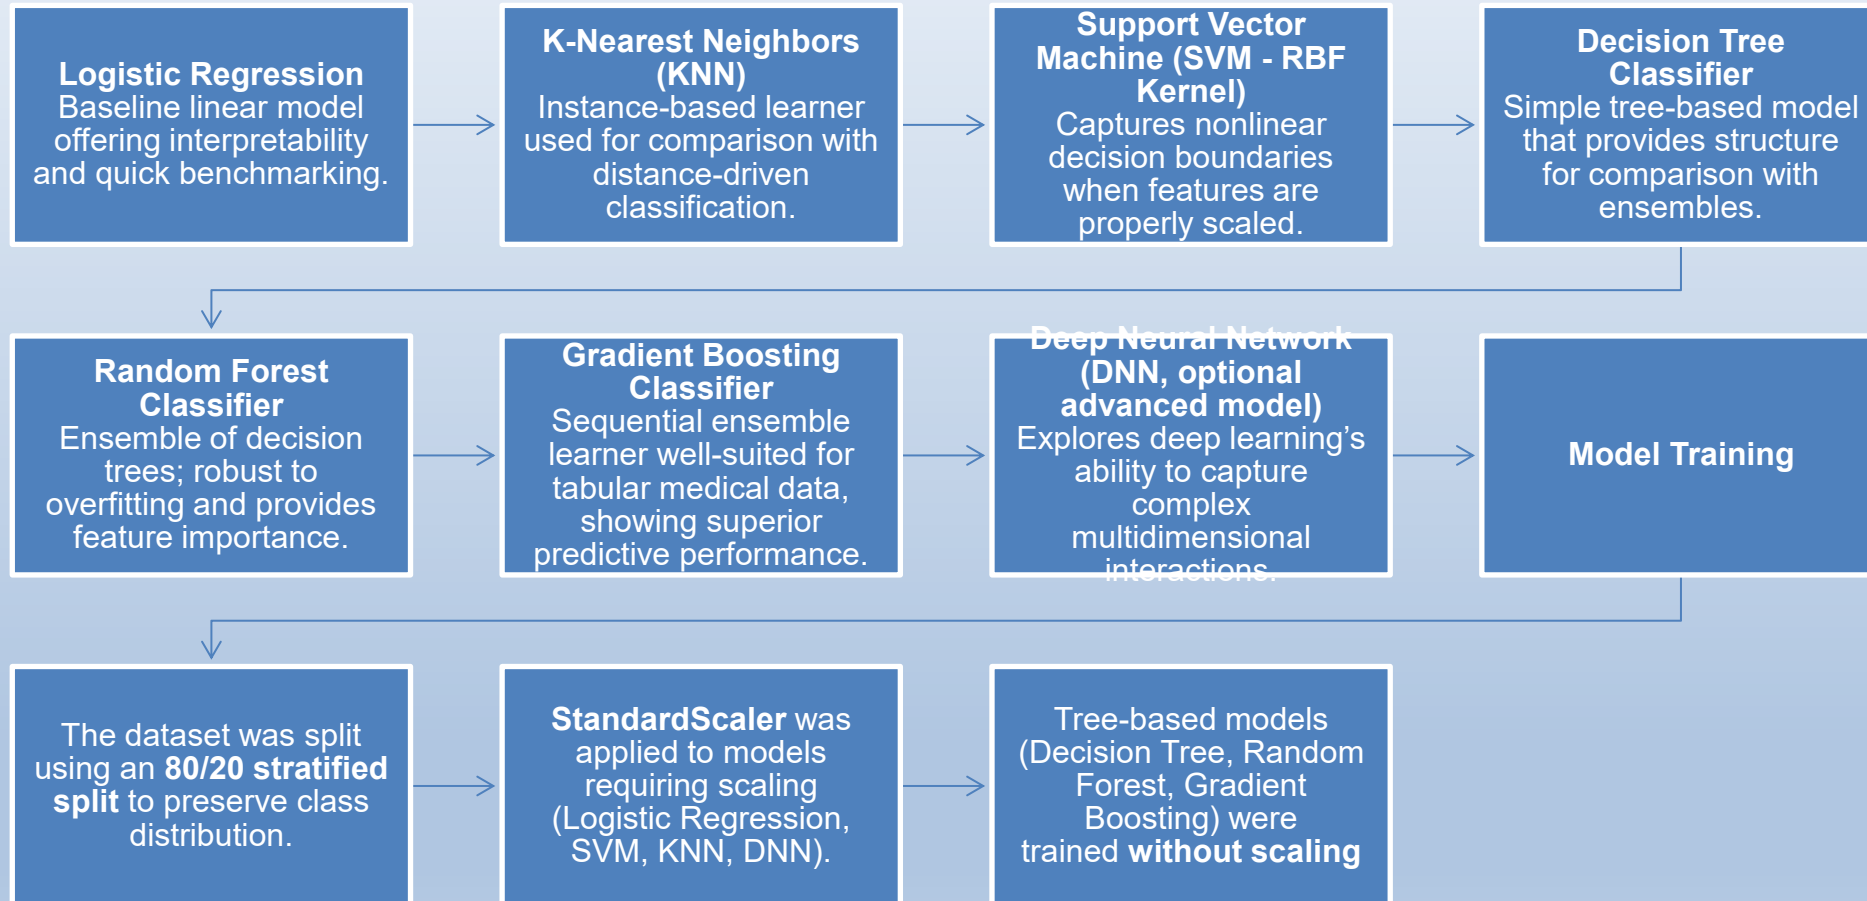 Logistic Regression
Baseline linear model
offering interpretability
and quick benchmarking.
K-Nearest Neighbors
(KNN)
Instance-based learner
used for comparison with
distance-driven
classification.
Support Vector
Machine (SVM - RBF
Kernel)
Captures nonlinear
decision boundaries
when features are
properly scaled.
Decision Tree
Classifier
Simple tree-based model
that provides structure
for comparison with
ensembles.
Random Forest
Classifier
Ensemble of decision
trees; robust to
overfitting and provides
feature importance.
Gradient Boosting
Classifier
Sequential ensemble
learner well-suited for
tabular medical data,
showing superior
predictive performance.
Deep Neural Network
(DNN, optional
advanced model)
Explores deep learning’s
ability to capture
complex
multidimensional
interactions.
Model Training
The dataset was split
using an 80/20 stratified
split to preserve class
distribution.
StandardScaler was
applied to models
requiring scaling
(Logistic Regression,
SVM, KNN, DNN).
Tree-based models
(Decision Tree, Random
Forest, Gradient
Boosting) were
trained without scaling